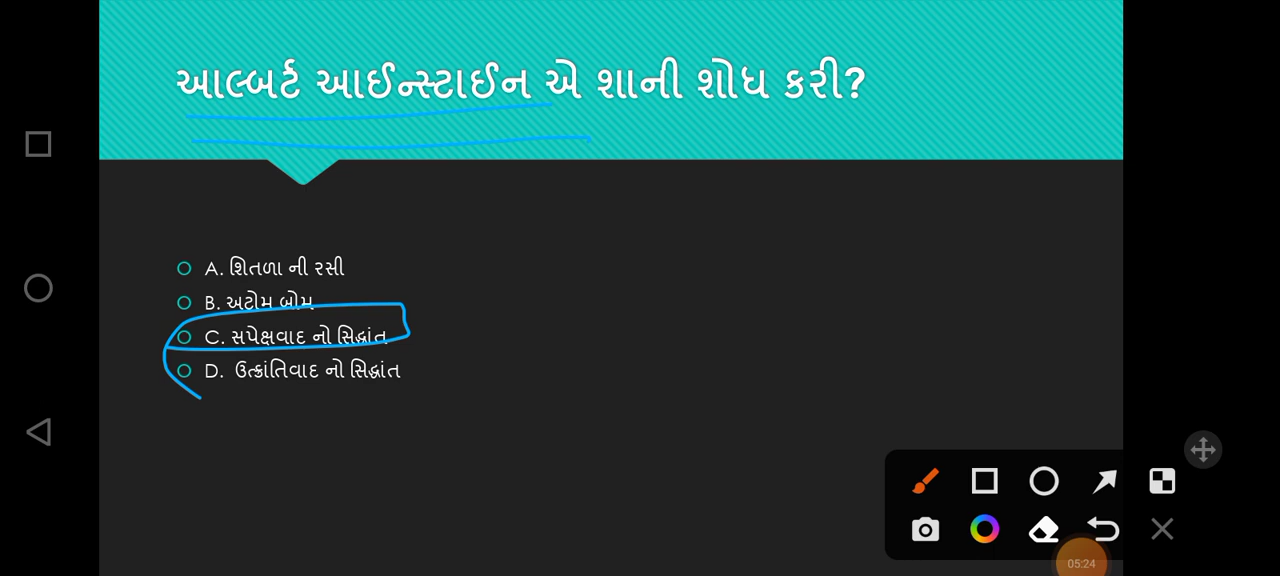 આલ્બર્ટ આઈન્સ્ટાઈન એ શાની શોધ કરી?
A. શિતળા ની રસી
B. અટોમ બોમ
C. સપેક્ષવાદ નો સિદ્ધાંત
D. ઉત્ક્રાંતિવાદ નો સિદ્ધાંત
05:24